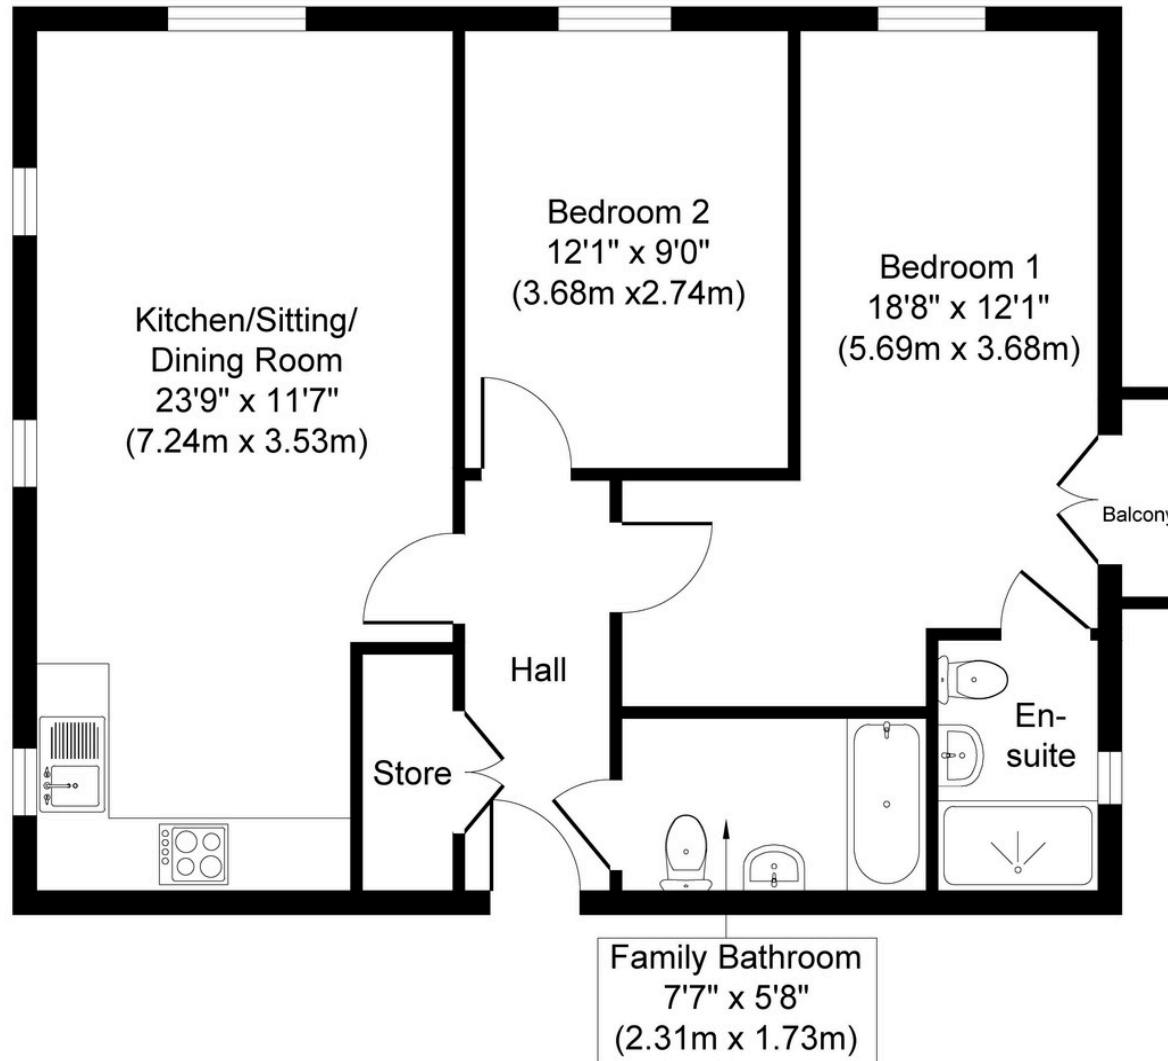 Kitchen/Sitting/
Dining Room
23'9" x 11'7"
(7.24m x 3.53m)
Bedroom 2
12'1" x 9'0"
(3.68m x2.74m)
Bedroom 1
18'8" x 12'1"
(5.69m x 3.68m)
Balcony
Hall
Store
En-
suite
Family Bathroom
7'7" x 5'8"
(2.31m x 1.73m)